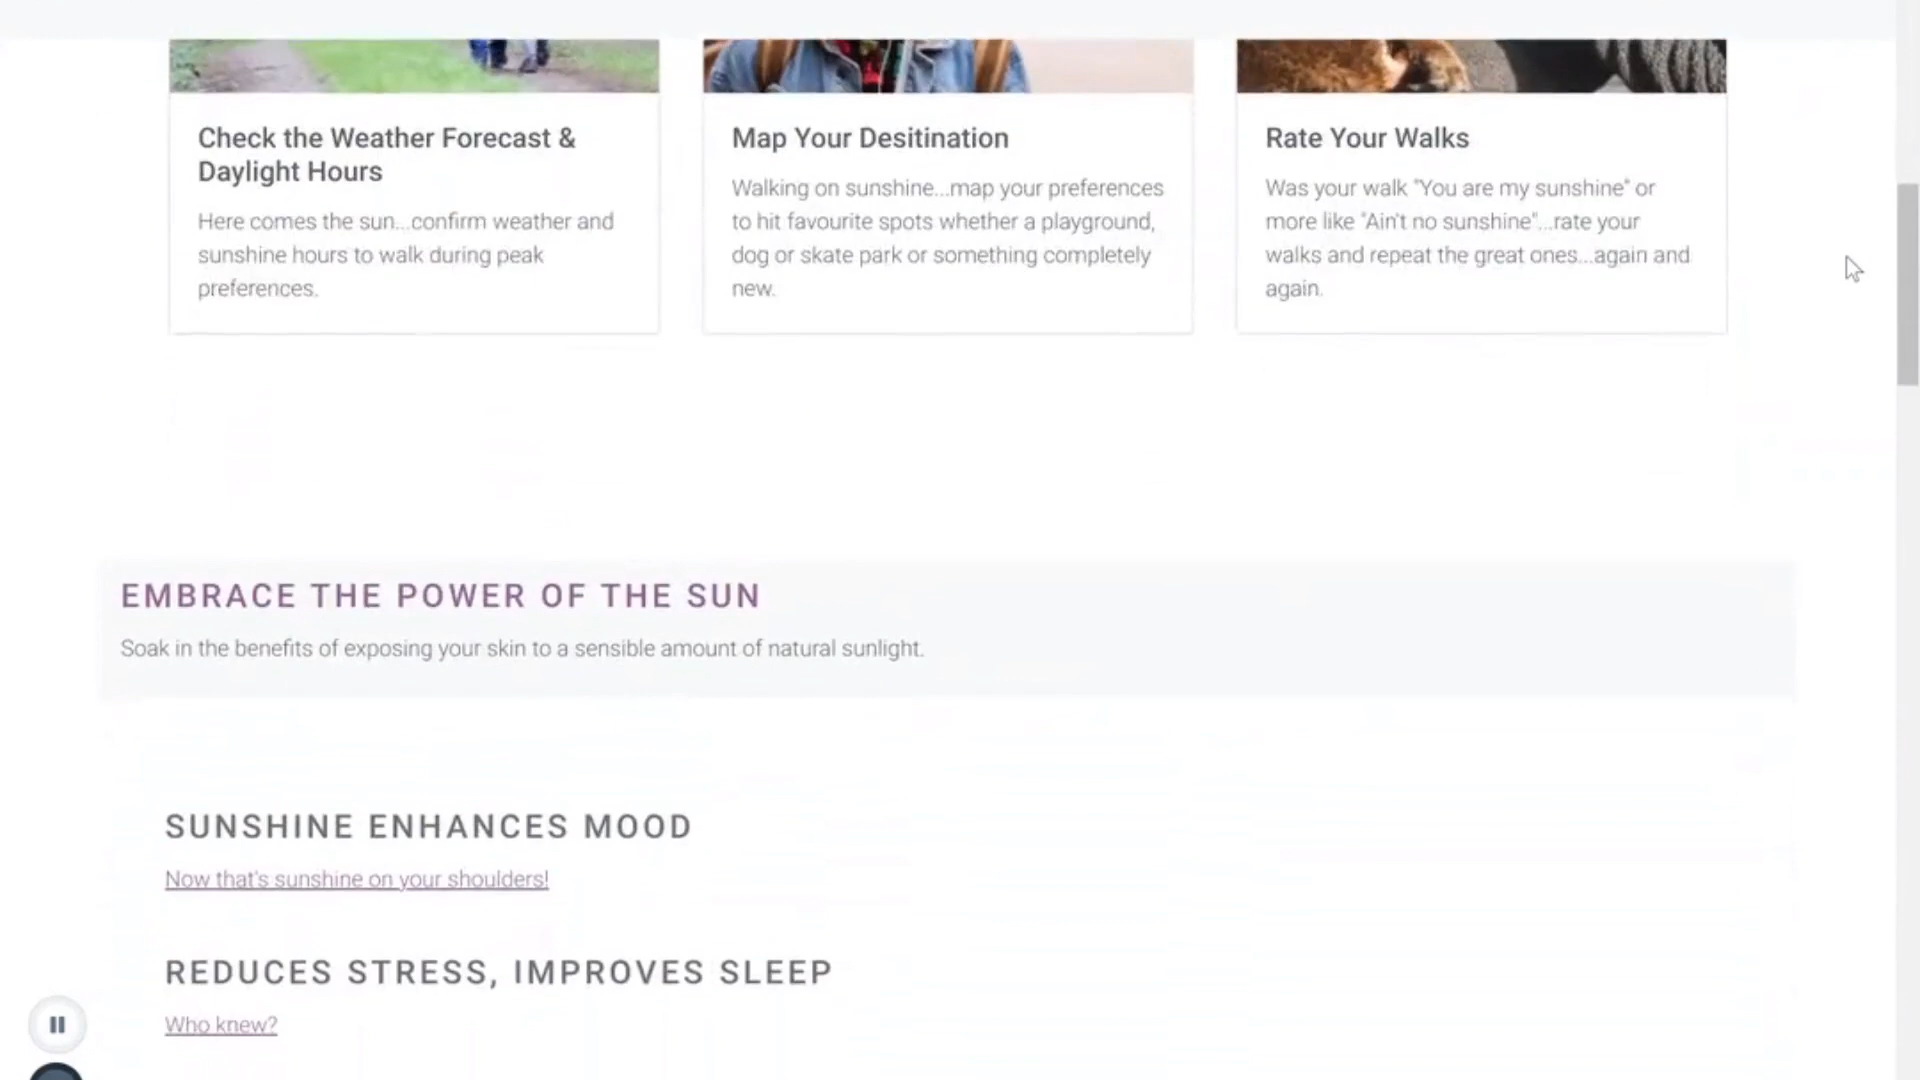 Check the Weather Forecast &
Daylight Hours
Here comes the sun...confirm weather and
sunshine hours to walk during peak
preferences.
Map Your Desitination
Walking on sunshine...map your preferences
to hit favourite spots whether a playground,
dog or skate park or something completely
new.
Rate Your Walks
Was your walk "You are my sunshine" or
more like "Ain't no sunshine"...rate your
walks and repeat the great ones...again and
again.
EMBRACE THE POWER OF THE SUN
Soak in the benefits of exposing your skin to a sensible amount of natural sunlight.
SUNSHINE ENHANCES MOOD
Now that's sunshine on your shoulders!
REDUCES STRESS, IMPROVES SLEEP
Who knew?